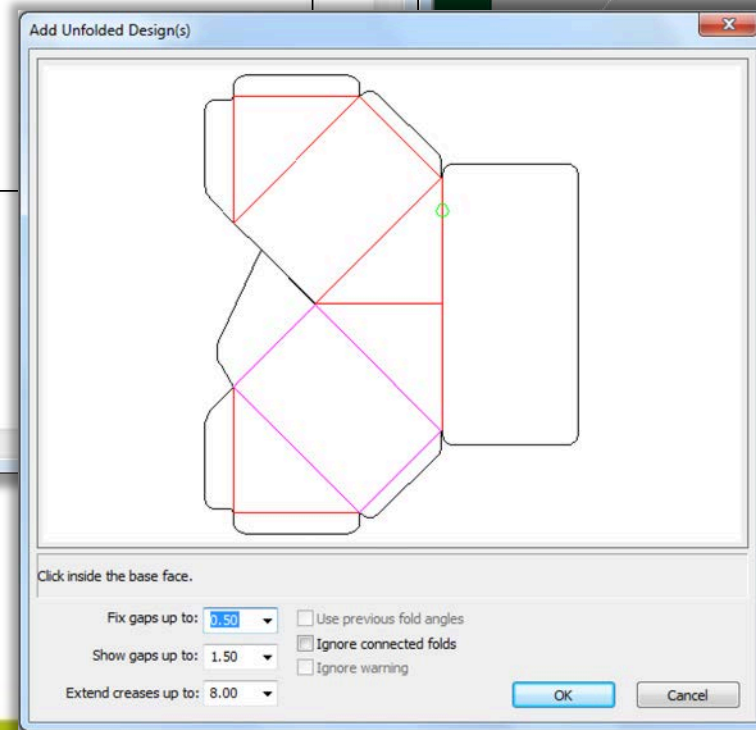 Add Unfolded Design(s)
Click inside the base face.
Fix gaps up to: 0.50
Use previous fold angles
Ignore connected folds
Show gaps up to: 1.50
Ignore warning
Extend creases up to: 8.00
OK
Cancel